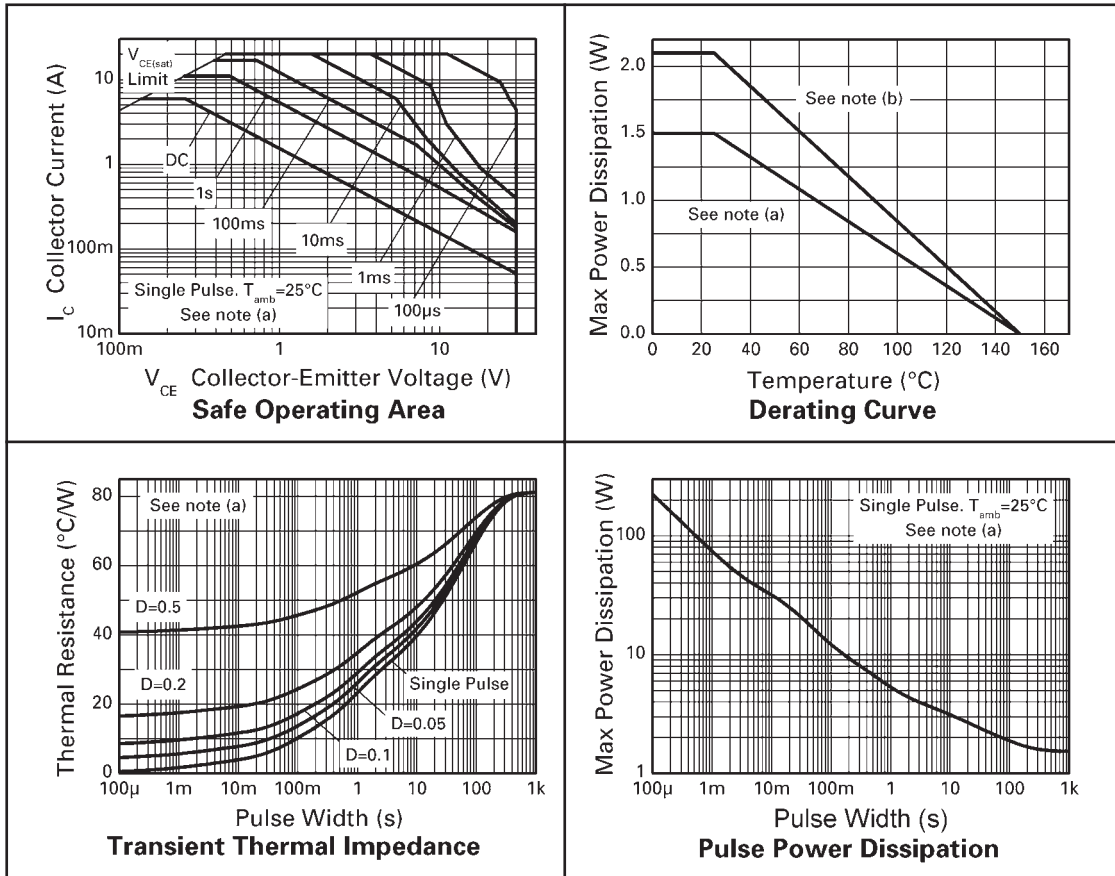 I_C Collector Current (A)
10
1
100m
10m
V_CE(sat)
Limit
DC
1s
100ms
10ms
1ms
100µs
Single Pulse. T_amb=25°C
See note (a)
100m 1 10
V_CE Collector-Emitter Voltage (V)
Safe Operating Area
Max Power Dissipation (W)
2.0
1.5
1.0
0.5
0.0
See note (b)
See note (a)
0 20 40 60 80 100 120 140 160
Temperature (°C)
Derating Curve
Thermal Resistance (°C/W)
80
60
40
20
0
See note (a)
D=0.5
D=0.2
Single Pulse
D=0.05
D=0.1
100µ 1m 10m 100m 1 10 100 1k
Pulse Width (s)
Transient Thermal Impedance
Max Power Dissipation (W)
100
10
1
Single Pulse. T_amb=25°C
See note (a)
100µ 1m 10m 100m 1 10 100 1k
Pulse Width (s)
Pulse Power Dissipation